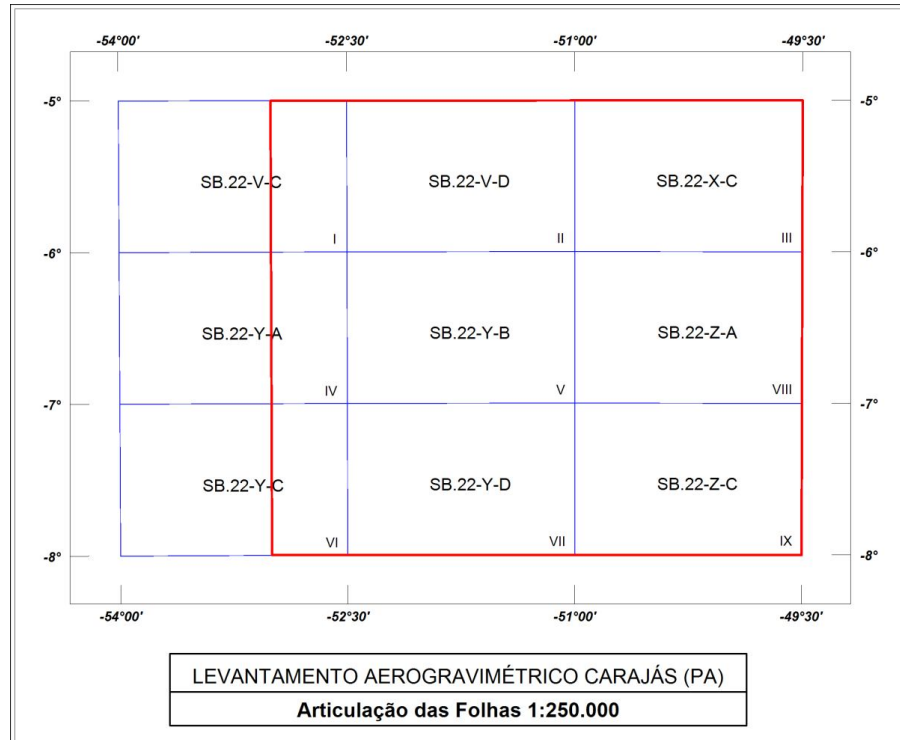 -54°00' -52°30' -51°00' -49°30'
-5° -5°
SB.22-V-C SB.22-V-D SB.22-X-C
I II III
-6° -6°
SB.22-Y-A SB.22-Y-B SB.22-Z-A
IV V VIII
-7° -7°
SB.22-Y-C SB.22-Y-D SB.22-Z-C
VI VII IX
-8° -8°
-54°00' -52°30' -51°00' -49°30'
LEVANTAMENTO AEROGRAVIMÉTRICO CARAJÁS (PA)
Articulação das Folhas 1:250.000